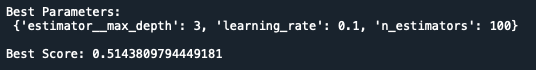 Best Parameters:
{'estimator__max_depth': 3, 'learning_rate': 0.1, 'n_estimators': 100}
Best Score: 0.5143809794449181